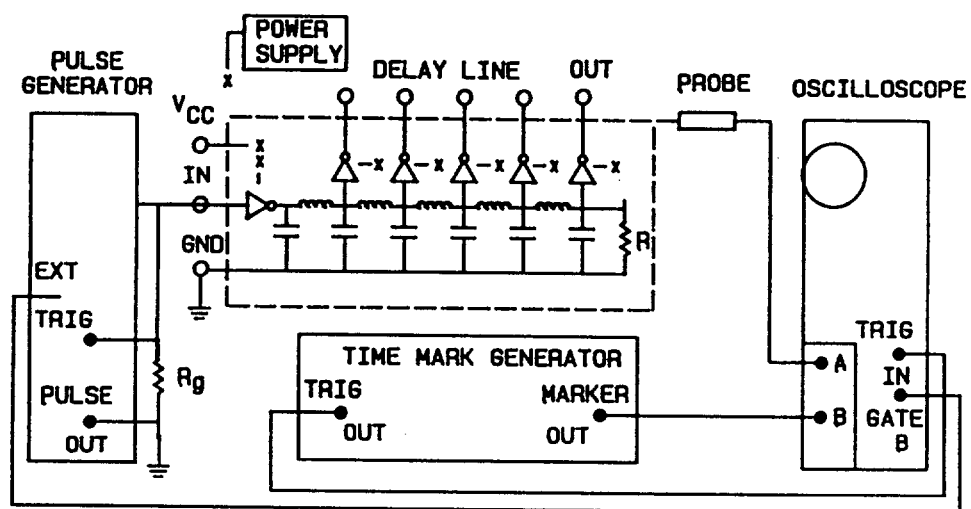 POWER
SUPPLY
x
PULSE
GENERATOR
DELAY LINE
OUT
PROBE
OSCILLOSCOPE
VCC
x
x
x
-x
-x
-x
-x
-x
IN
GND
R
EXT
TRIG
Rg
PULSE
OUT
TIME MARK GENERATOR
TRIG
OUT
MARKER
OUT
A
B
TRIG
IN
GATE
B